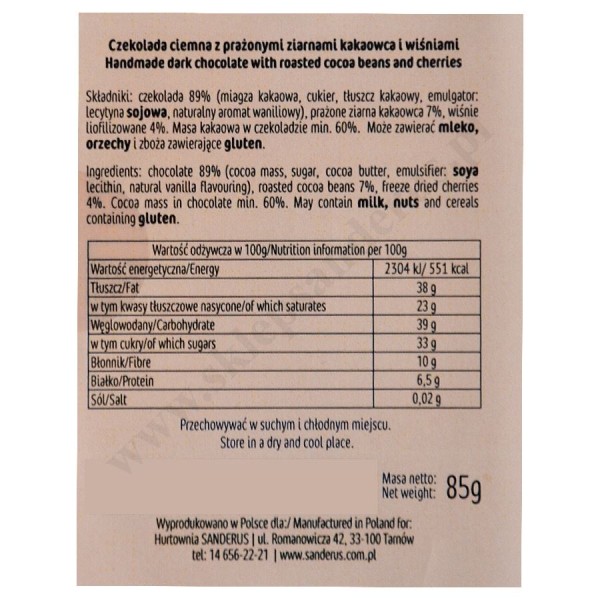 Czekolada ciemna z prażonymi ziarnami kakaowca i wiśniami
Handmade dark chocolate with roasted cocoa beans and cherries
Składniki: czekolada 89% (miazga kakaowa, cukier, tłuszcz kakaowy, emulgator:
lecytyna sojowa, naturalny aromat waniliowy), prażone ziarna kakaowca 7%, wiśnie
liofilizowane 4%. Masa kakaowa w czekoladzie min. 60%. Może zawierać mleko,
orzechy i zboża zawierające gluten.
Ingredients: chocolate 89% (cocoa mass, sugar, cocoa butter, emulsifier: soya
lecithin, natural vanilla flavouring), roasted cocoa beans 7%, freeze dried cherries
4%. Cocoa mass in chocolate min. 60%. May contain milk, nuts and cereals
containing gluten.
Wartość odżywcza w 100g/Nutrition information per 100g
Wartość energetyczna/Energy 2304 kJ/ 551 kcal
Tłuszcz/Fat 38 g
w tym kwasy tłuszczowe nasycone/of which saturates 23 g
Węglowodany/Carbohydrate 39 g
w tym cukry/of which sugars 33 g
Błonnik/Fibre 10 g
Białko/Protein 6,5 g
Sól/Salt 0,02 g
Przechowywać w suchym i chłodnym miejscu.
Store in a dry and cool place.
Masa netto:
Net weight: 85g
Wyprodukowano w Polsce dla:/ Manufactured in Poland for:
Hurtownia SANDERUS | ul. Romanowicza 42, 33-100 Tarnów
tel: 14 656-22-21 | www.sanderus.com.pl